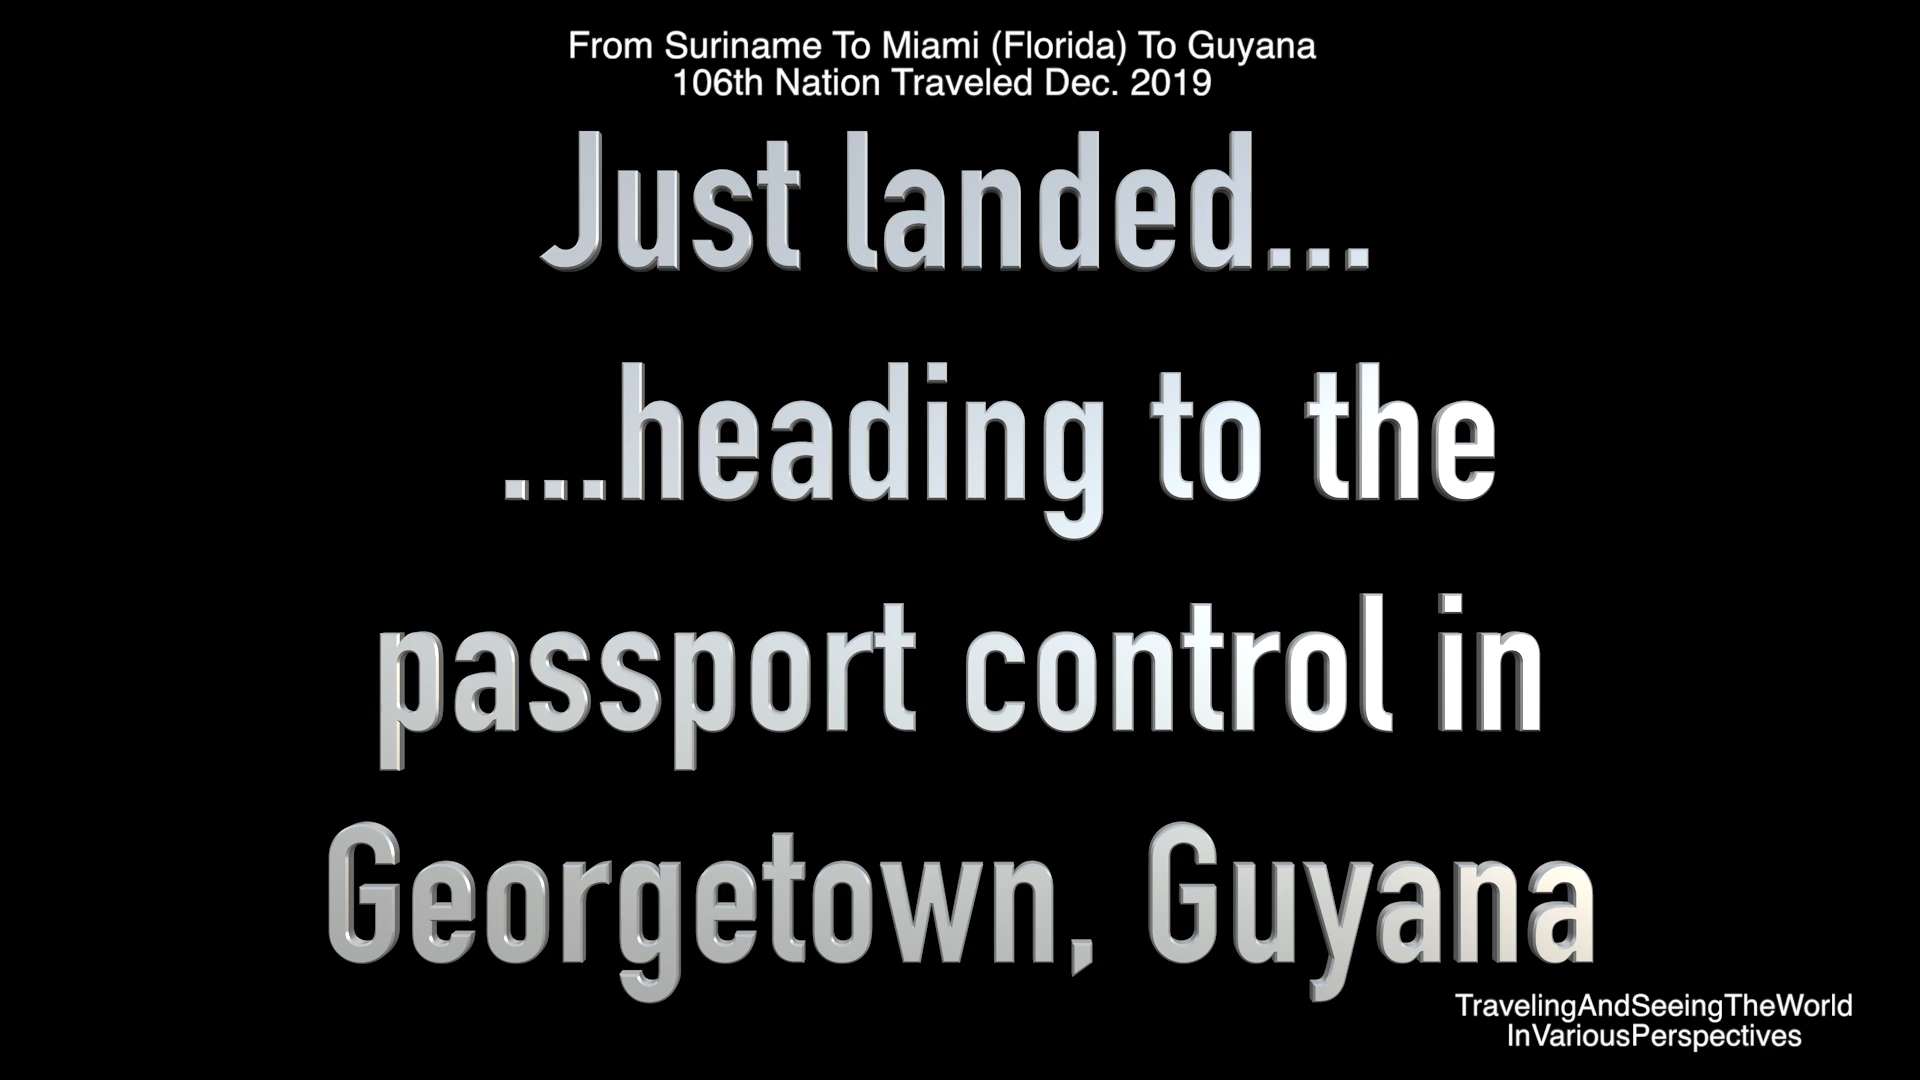 From Suriname To Miami (Florida) To Guyana
106th Nation Traveled Dec. 2019
Just landed...
...heading to the
passport control in
Georgetown, Guyana
TravelingAndSeeingTheWorld
InVariousPerspectives